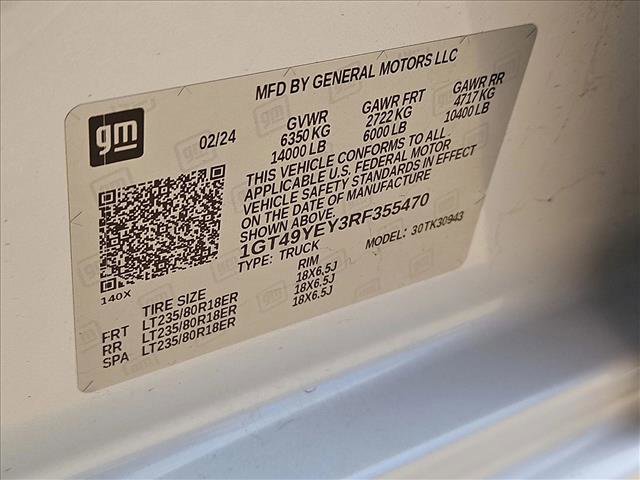 MFD BY GENERAL MOTORS LLC
gm
02/24
GVWR GAWR FRT GAWR RR
6350 KG 2722 KG 4717 KG
14000 LB 6000 LB 10400 LB
THIS VEHICLE CONFORMS TO ALL
APPLICABLE U.S. FEDERAL MOTOR
VEHICLE SAFETY STANDARDS IN EFFECT
ON THE DATE OF MANUFACTURE
SHOWN ABOVE.
1GT49YEY3RF355470
TYPE: TRUCK MODEL: 30TK30943
140X
TIRE SIZE RIM
FRT LT235/80R18ER 18X6.5J
RR LT235/80R18ER 18X6.5J
SPA LT235/80R18ER 18X6.5J